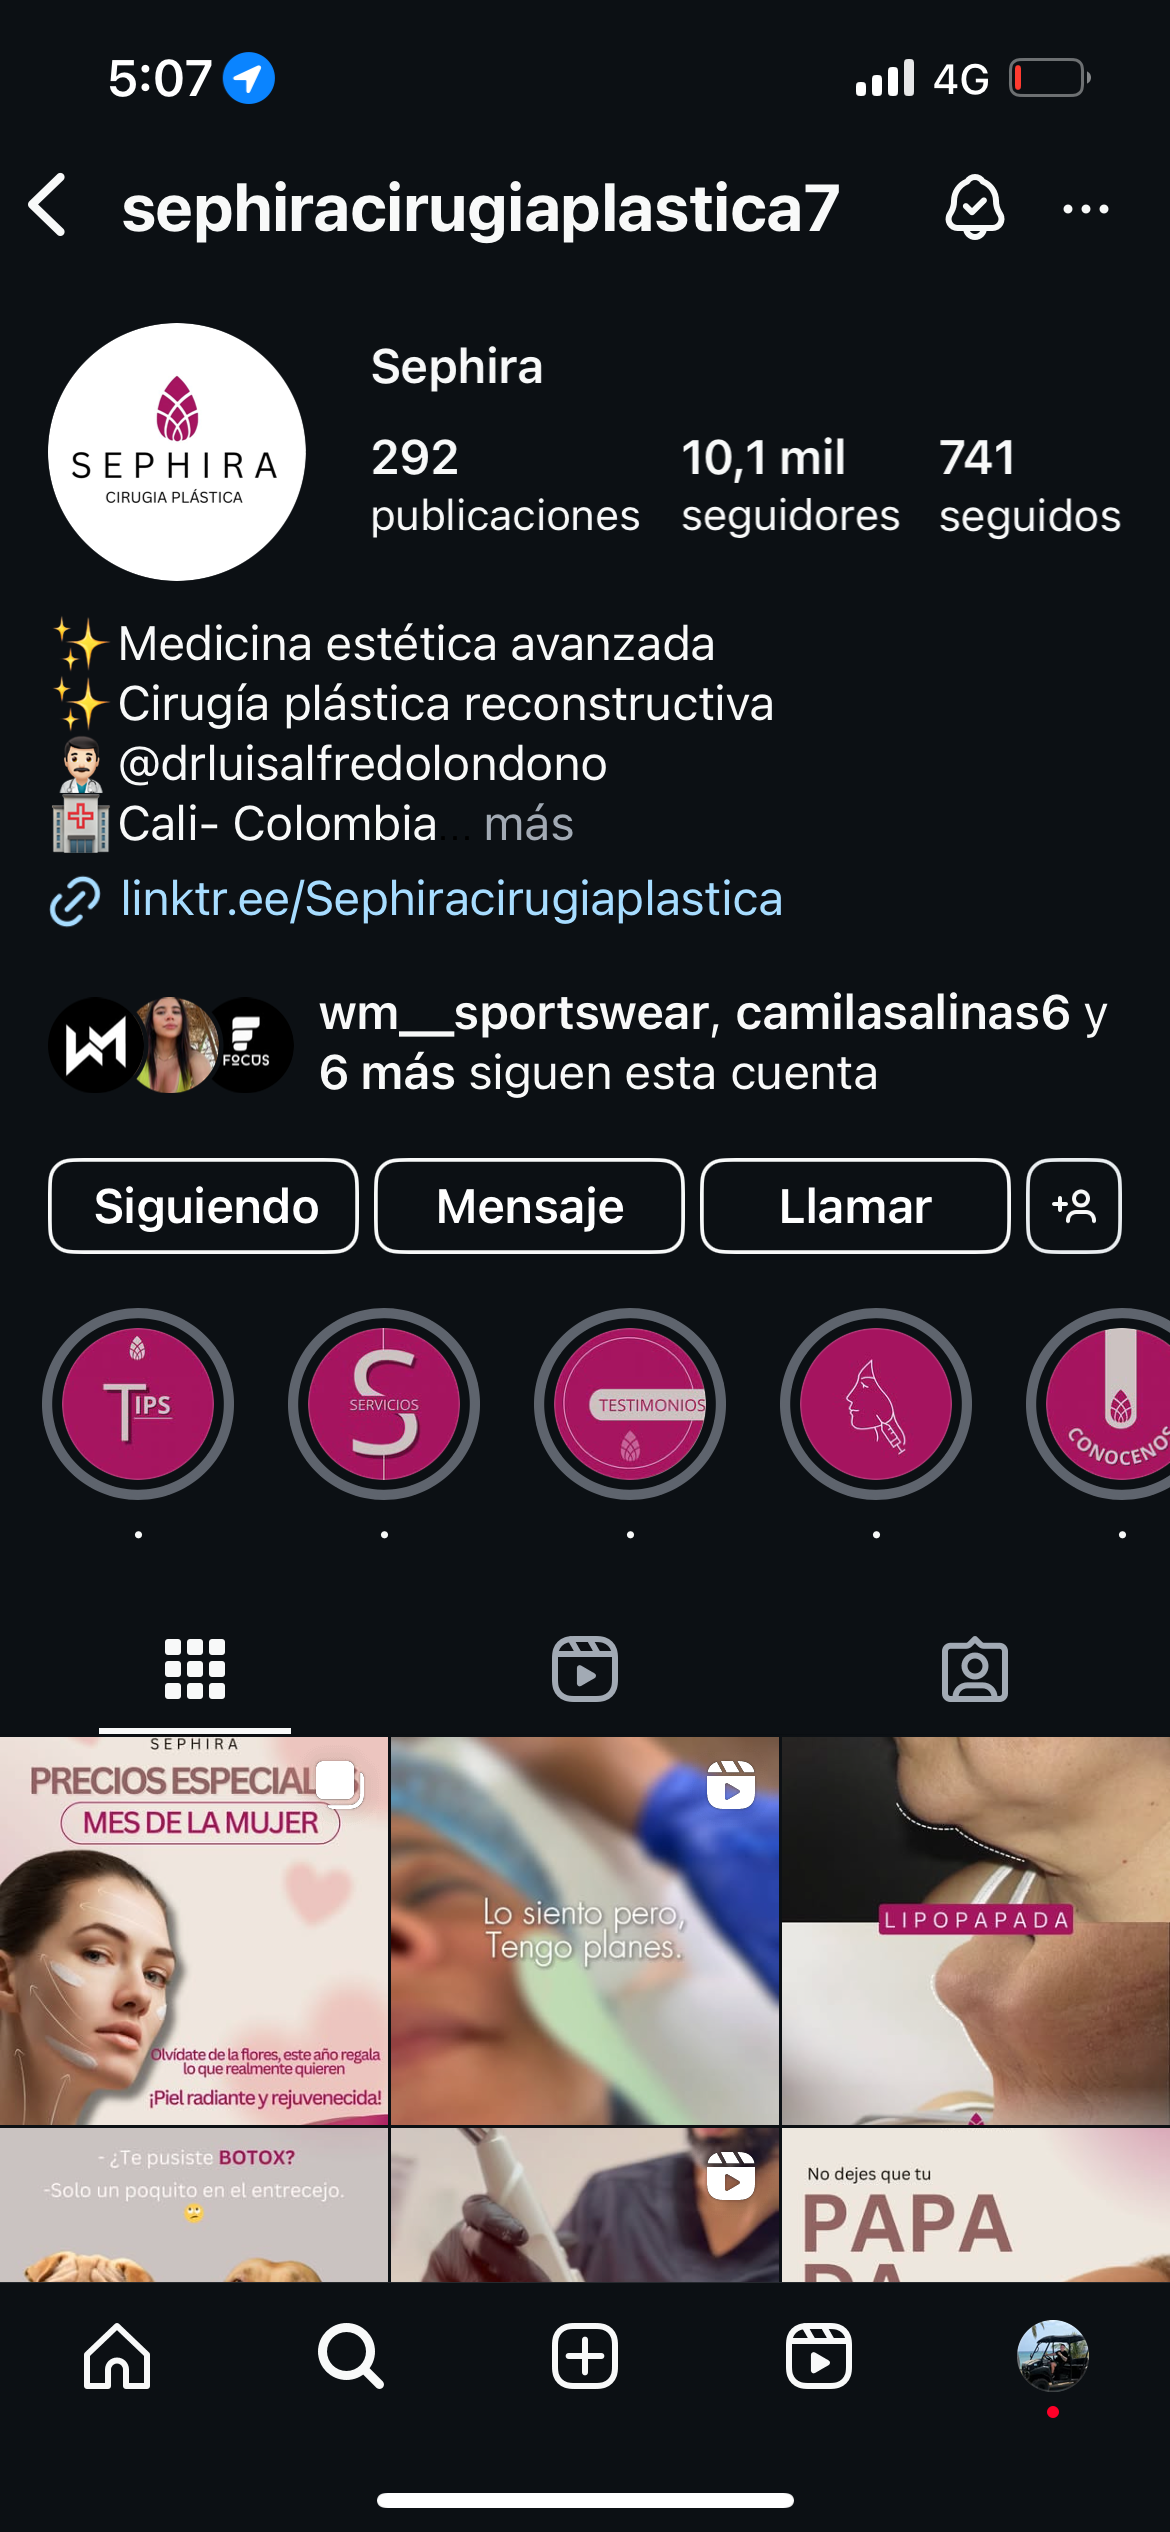 5:07
4G
sephiracirugiaplastica7
SEPHIRA
CIRUGIA PLÁSTICA
Sephira
292
publicaciones
10,1 mil
seguidores
741
seguidos
✨Medicina estética avanzada
✨Cirugía plástica reconstructiva
👨🏻‍⚕️@drluisalfredolondono
🏥Cali- Colombia... más
linktr.ee/Sephiracirugiaplastica
FOCUS
wm__sportswear, camilasalinas6 y
6 más siguen esta cuenta
Siguiendo
Mensaje
Llamar
TIPS
S
SERVICIOS
TESTIMONIOS
CONOCENOS
SEPHIRA
PRECIOS ESPECIAL
MES DE LA MUJER
Olvídate de la flores, este año regala
lo que realmente quieren
¡Piel radiante y rejuvenecida!
Lo siento pero,
Tengo planes.
LIPOPAPADA
- ¿Te pusiste BOTOX?
-Solo un poquito en el entrecejo.
🙄
No dejes que tu
PAPA
DA